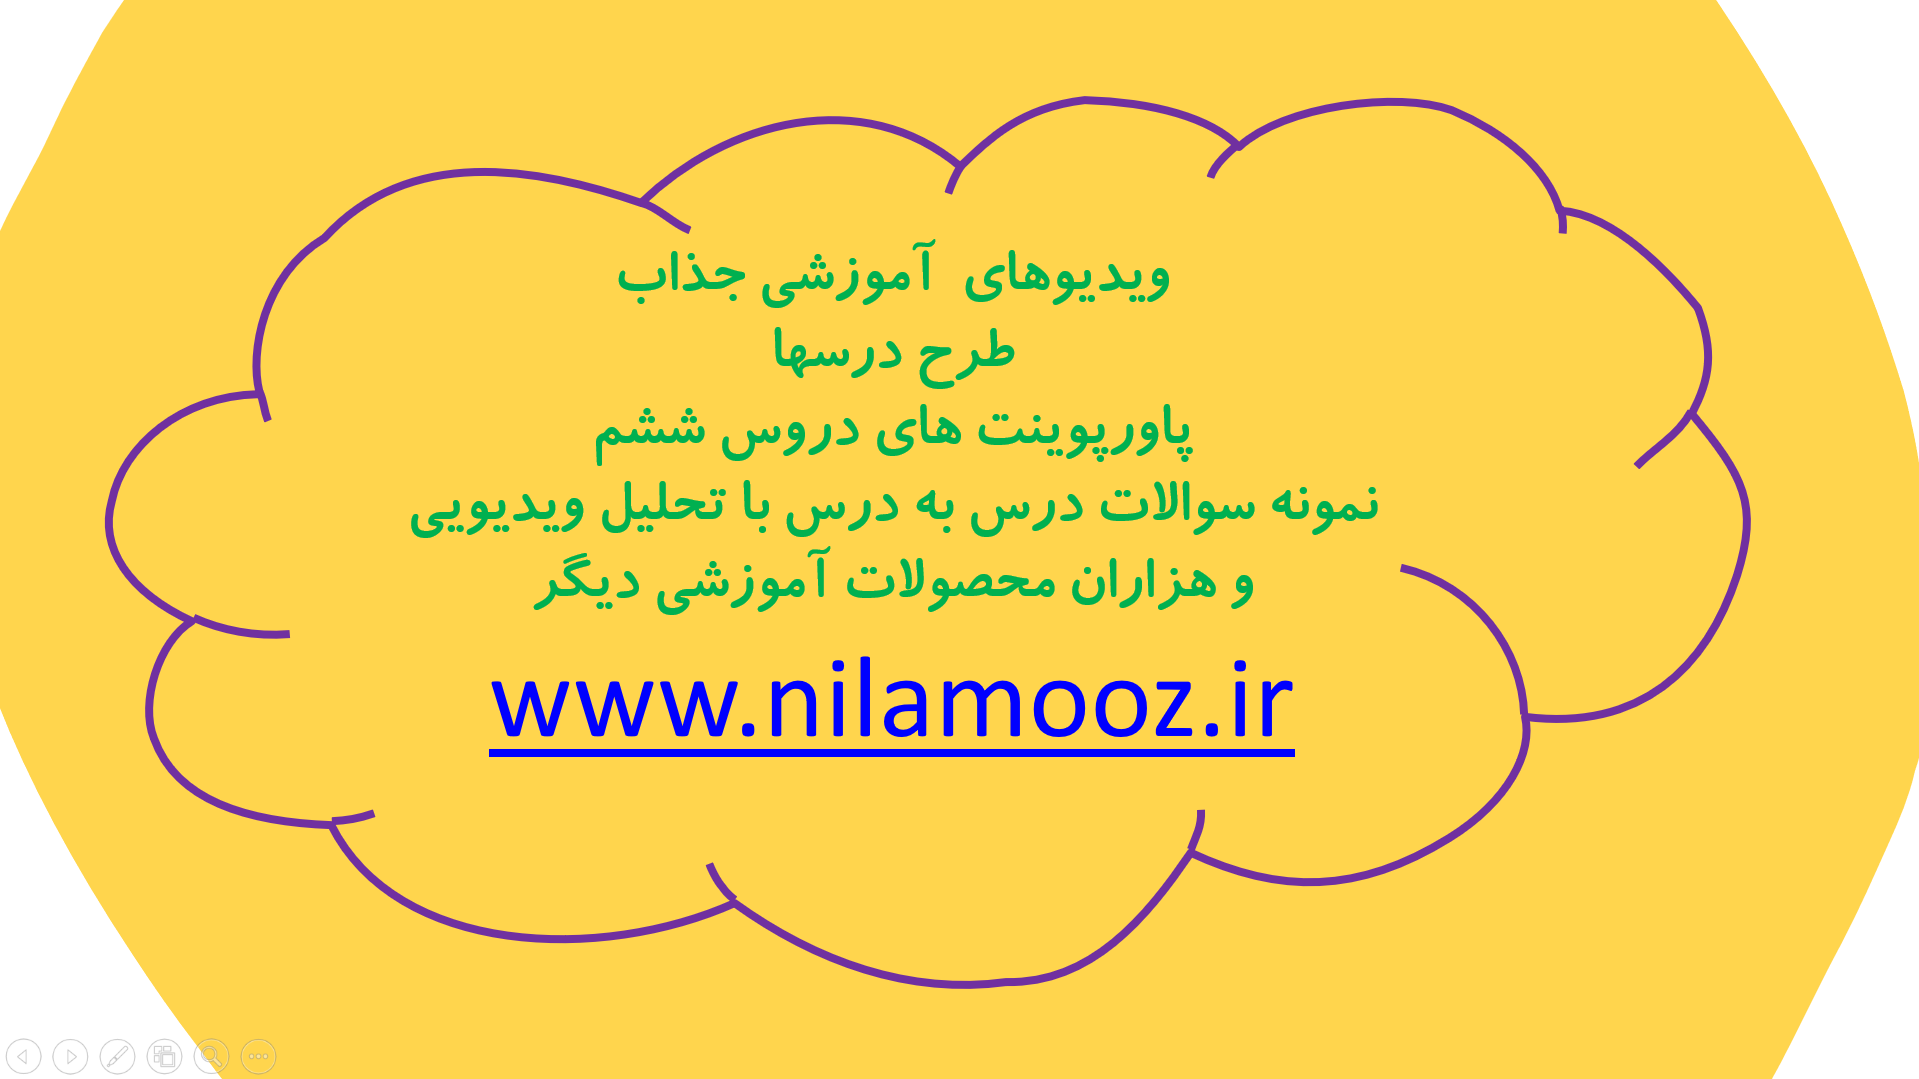 ویدیوهای آموزشی جذاب
طرح درسها
پاورپوینت های دروس ششم
نمونه سوالات درس به درس با تحلیل ویدیویی
و هزاران محصولات آموزشی دیگر
www.nilamooz.ir